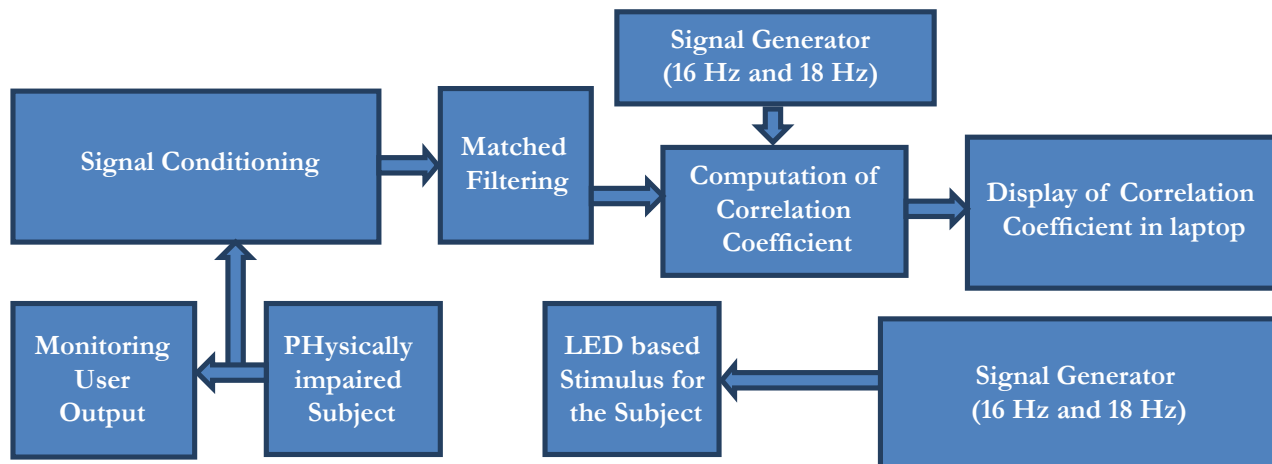 Signal Generator
(16 Hz and 18 Hz)
Signal Conditioning
Matched
Filtering
Computation of
Correlation
Coefficient
Display of Correlation
Coefficient in laptop
Monitoring
User
Output
PHysically
impaired
Subject
LED based
Stimulus for
the Subject
Signal Generator
(16 Hz and 18 Hz)